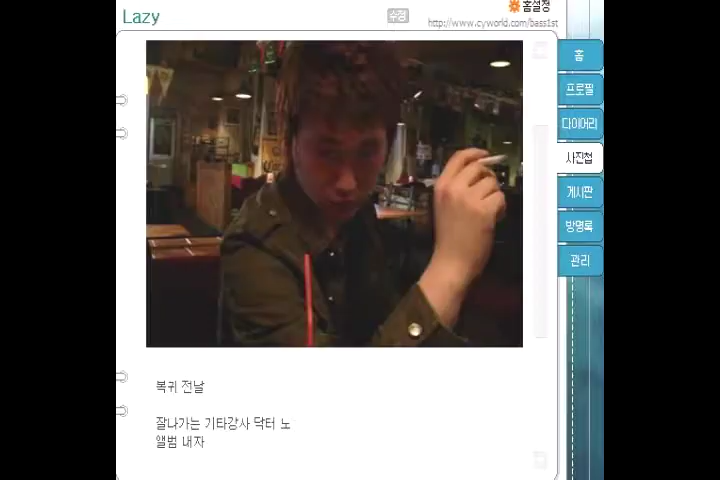 Lazy
수정
홈설정
http://www.cyworld.com/bass1st
홈
프로필
다이어리
사진첩
게시판
방명록
관리
복귀 전날
잘나가는 기타강사 닥터 노
앨범 내자